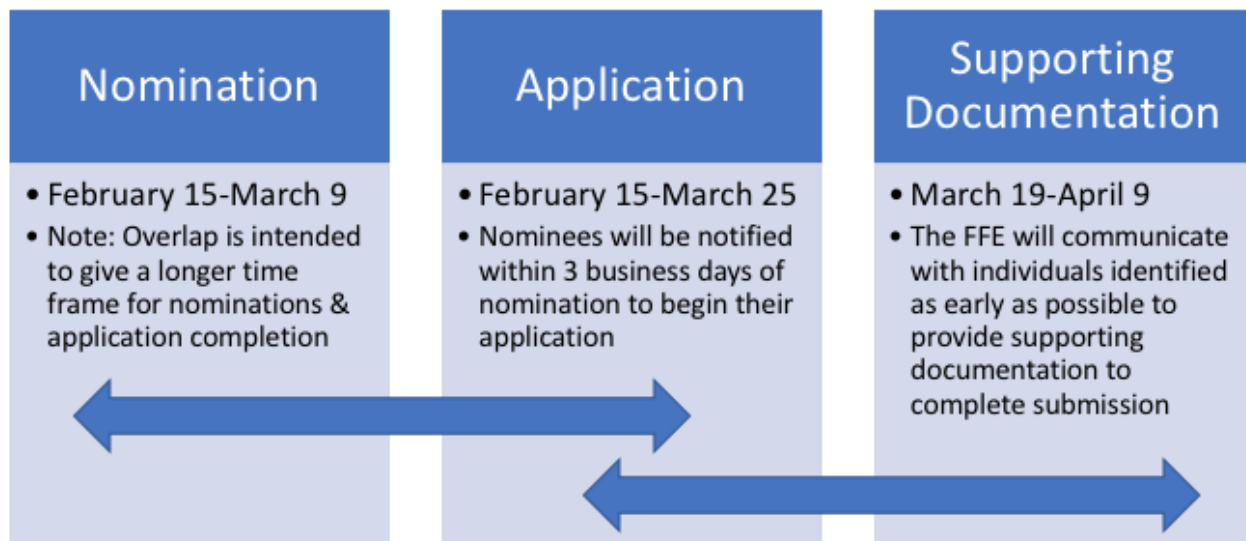 Nomination
• February 15-March 9
• Note: Overlap is intended
to give a longer time
frame for nominations &
application completion
Application
• February 15-March 25
• Nominees will be notified
within 3 business days of
nomination to begin their
application
Supporting
Documentation
• March 19-April 9
• The FFE will communicate
with individuals identified
as early as possible to
provide supporting
documentation to
complete submission